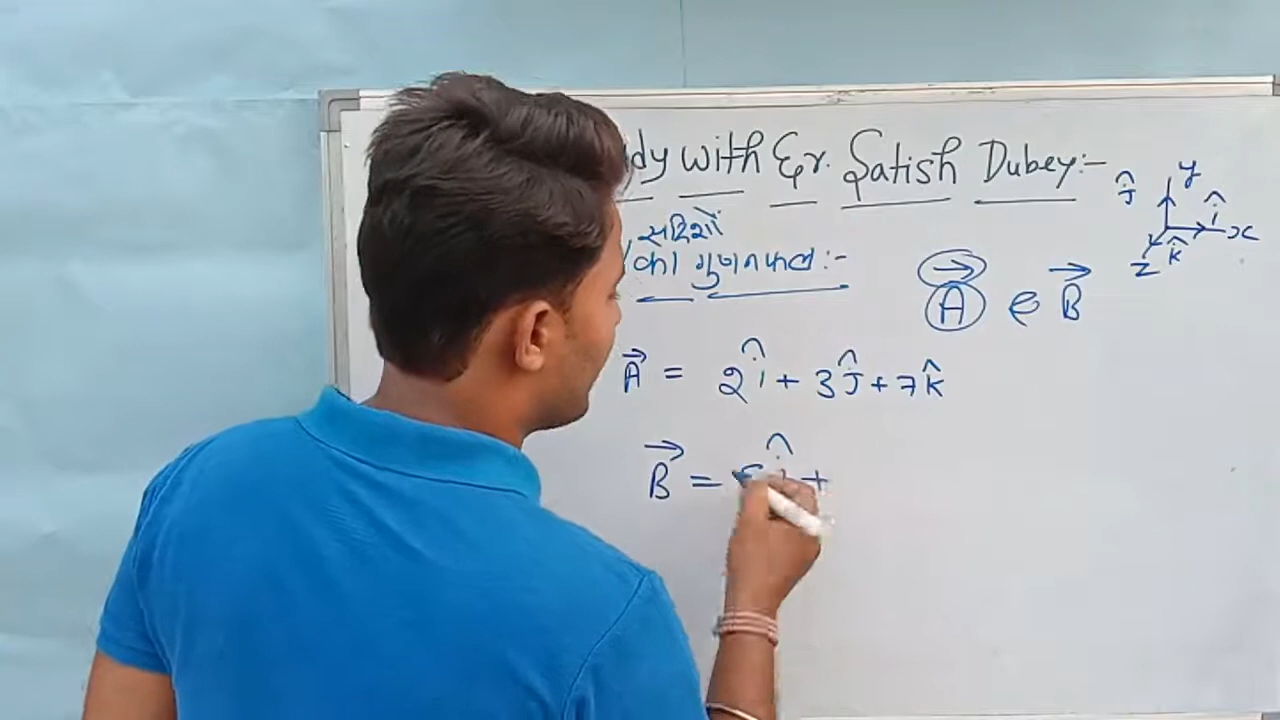 dy with Er. Satish Dubey:-
सदिशों
का गुणनफल:-
y
ĵ
î
x
k̂
z
A⃗ e B⃗
A⃗ = 2î + 3ĵ + 7k̂
B⃗ = î +